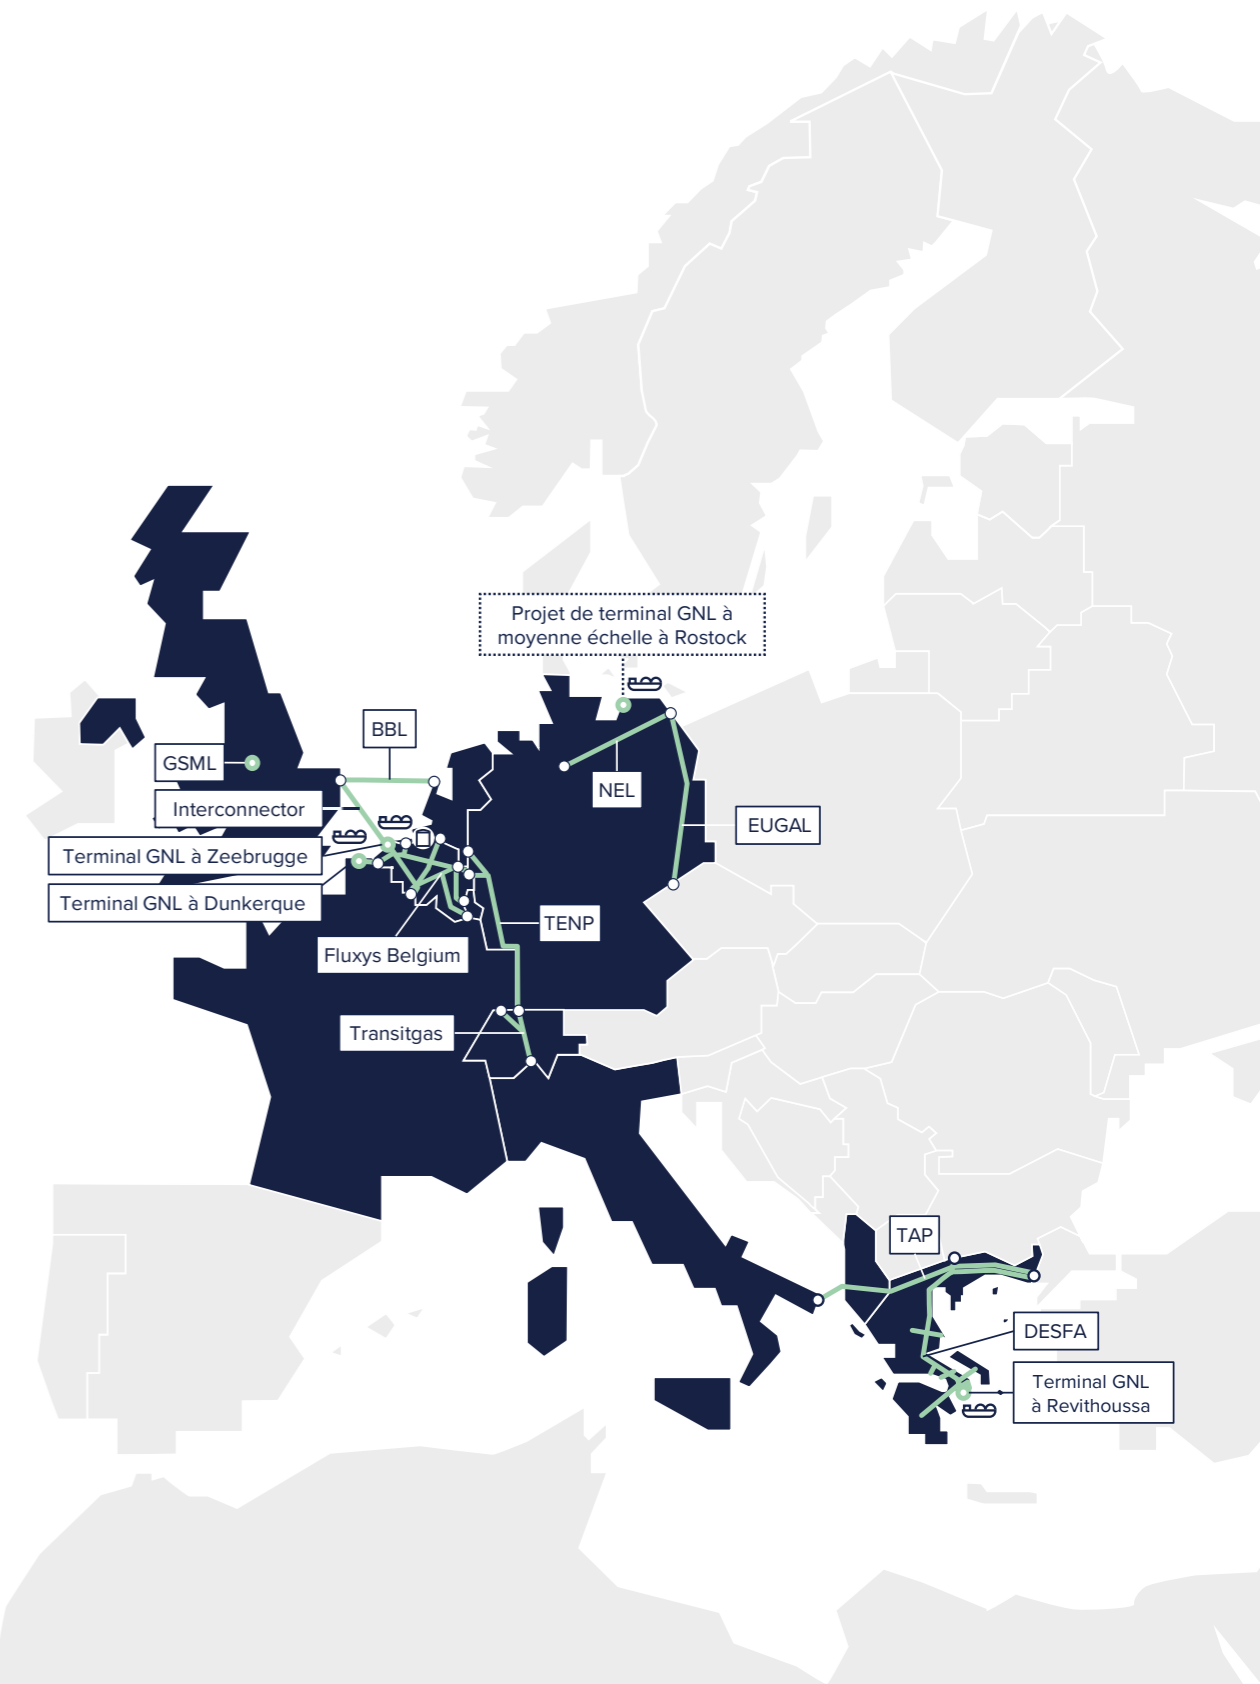 Projet de terminal GNL à
moyenne échelle à Rostock
BBL
GSML
NEL
Interconnector
EUGAL
Terminal GNL à Zeebrugge
Terminal GNL à Dunkerque
TENP
Fluxys Belgium
Transitgas
TAP
DESFA
Terminal GNL
à Revithoussa